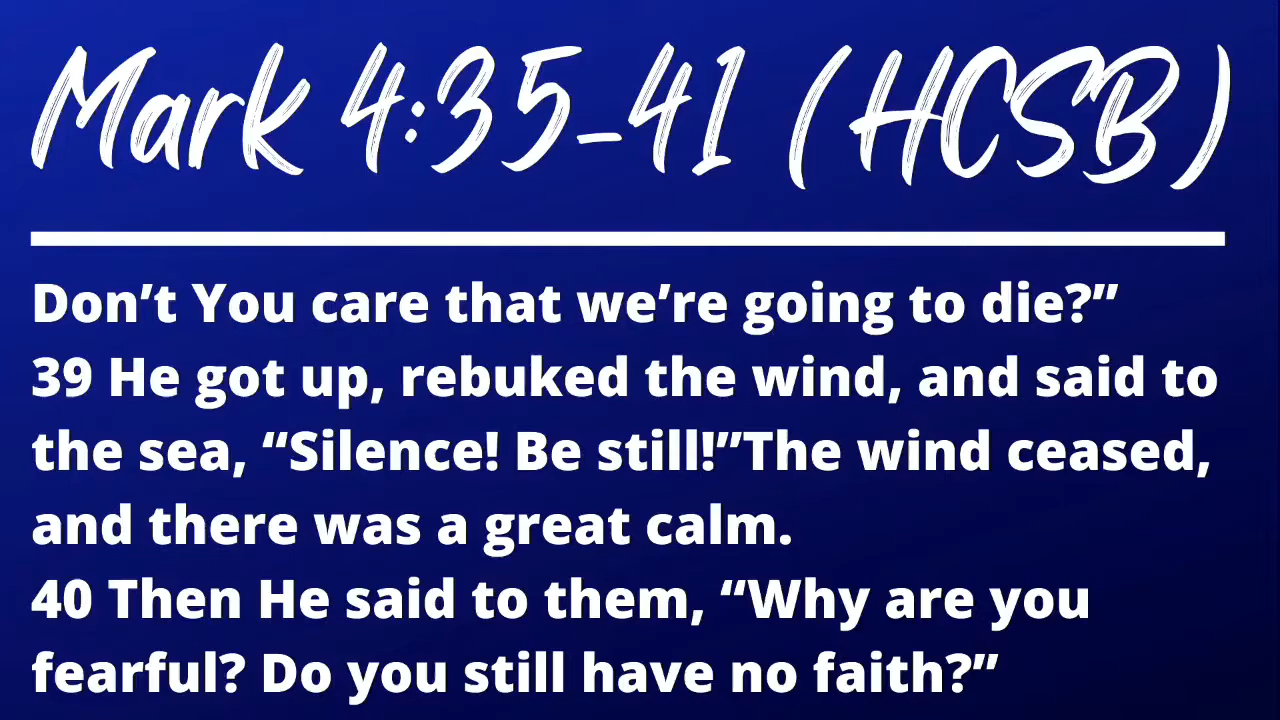 Mark 4:35-41 (HCSB)
Don’t You care that we’re going to die?”
39 He got up, rebuked the wind, and said to
the sea, “Silence! Be still!”The wind ceased,
and there was a great calm.
40 Then He said to them, “Why are you
fearful? Do you still have no faith?”